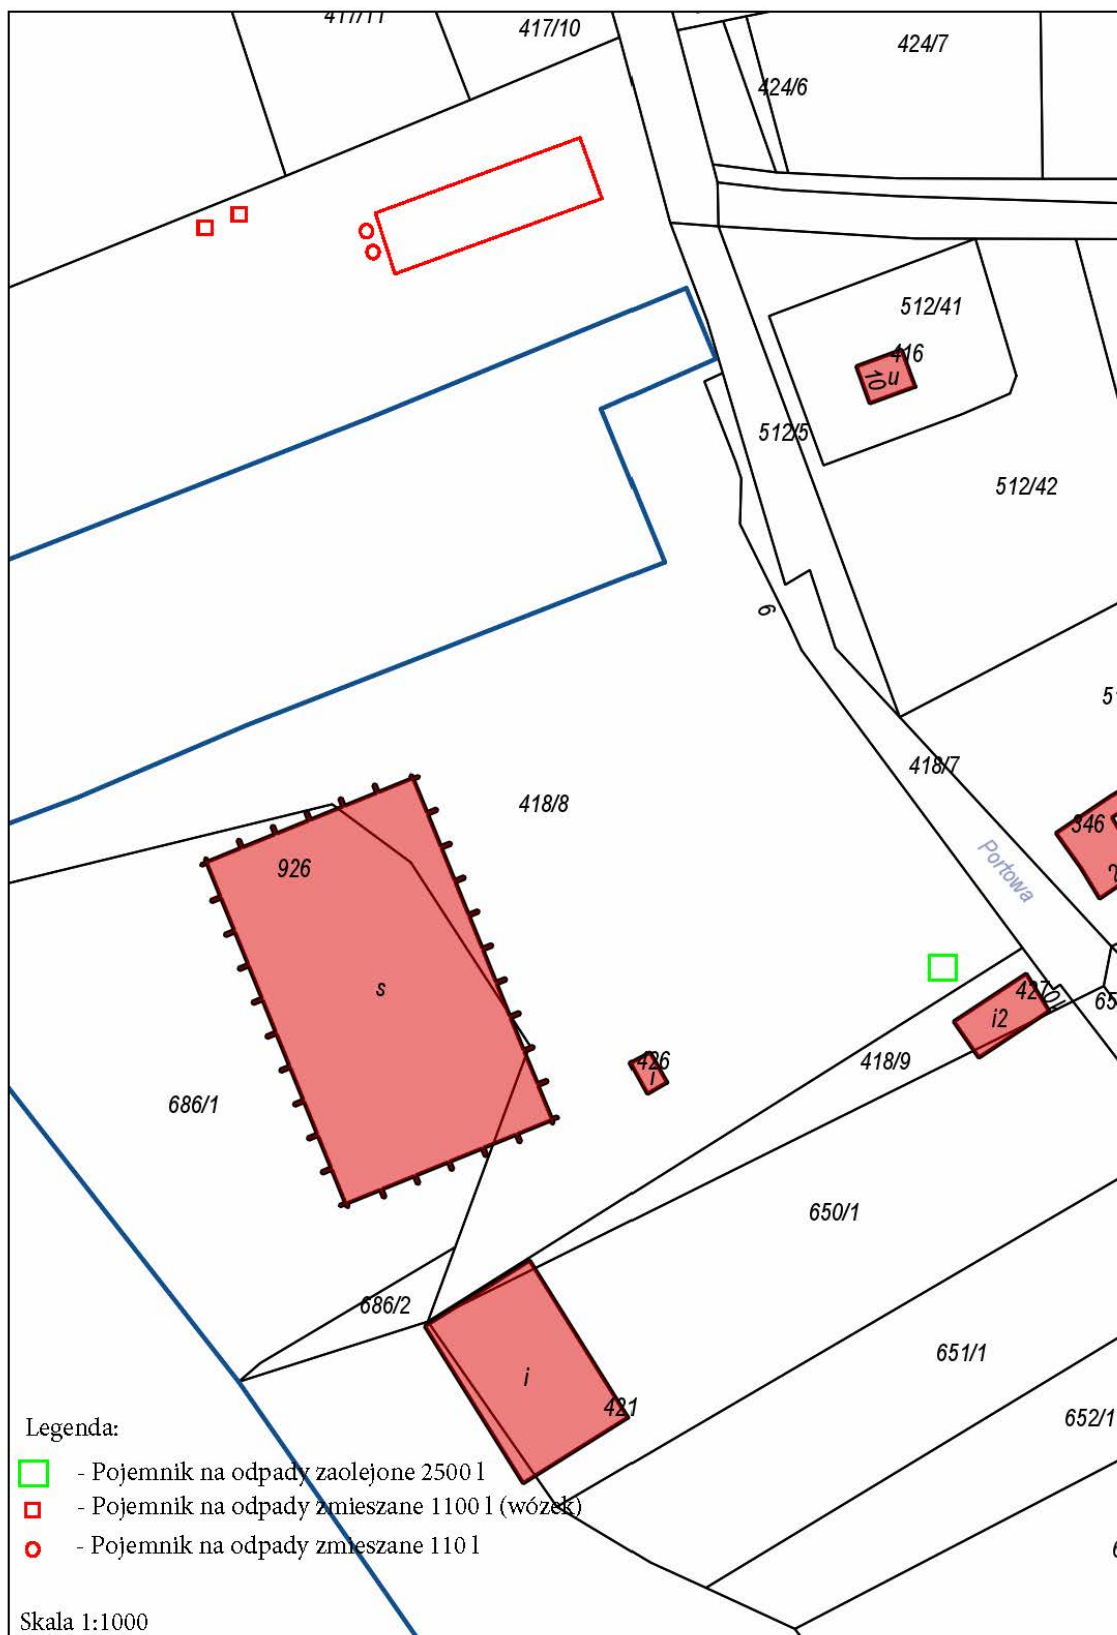 417/11
417/10
424/7
424/6
512/41
416
10
u
512/5
512/42
6
418/7
418/8
346
Portowa
926
s
427
i2
426
i
418/9
686/1
650/1
686/2
651/1
i
421
652/1
Legenda:
- Pojemnik na odpady zaolejone 2500 l
- Pojemnik na odpady zmieszane 1100 l (wózek)
- Pojemnik na odpady zmieszane 110 l
Skala 1:1000